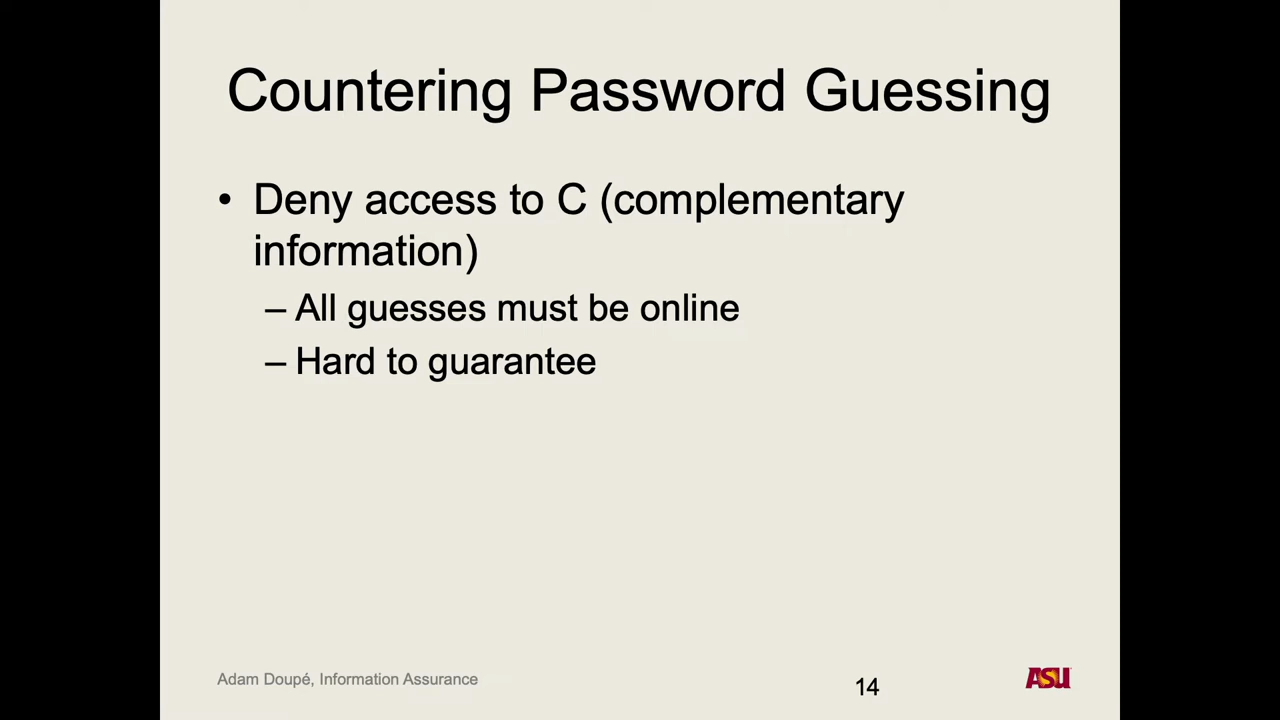 Countering Password Guessing
• Deny access to C (complementary
information)
– All guesses must be online
– Hard to guarantee
Adam Doupé, Information Assurance
14
ASU